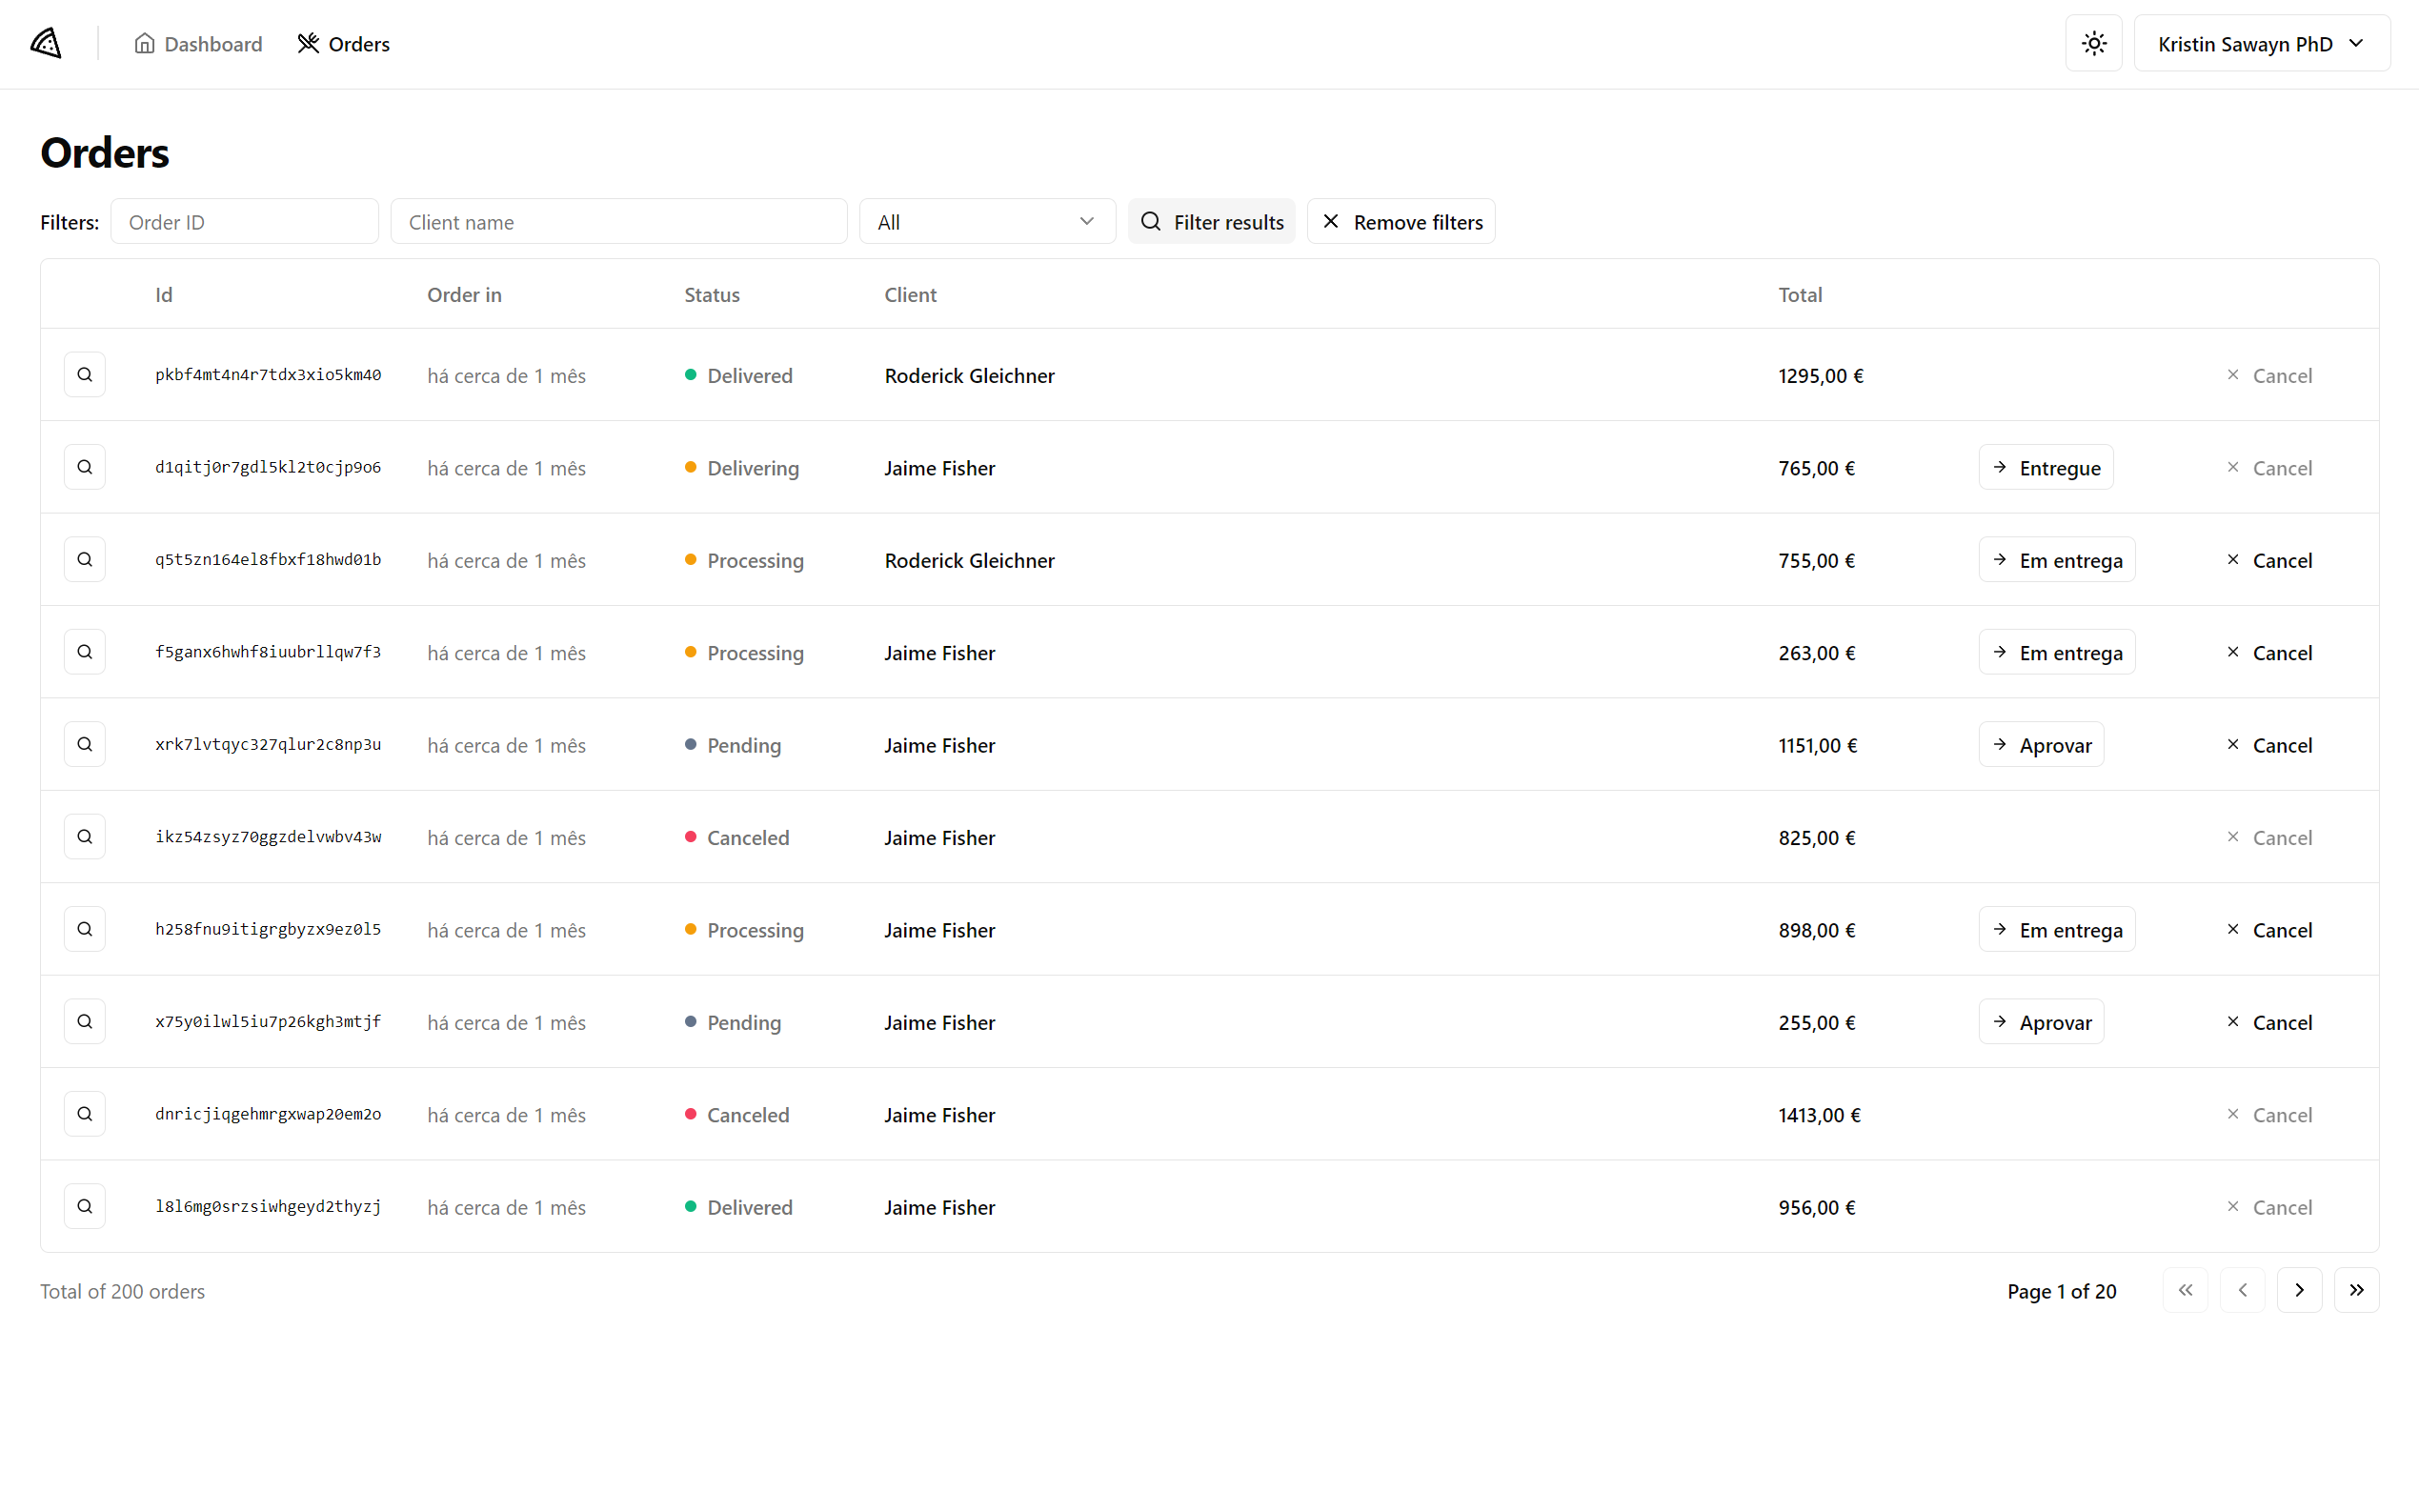 Dashboard Orders Kristin Sawayn PhD
Orders
Filters: Order ID Client name All Filter results Remove filters
Id Order in Status Client Total
pkbf4mt4n4r7tdx3xio5km40 há cerca de 1 mês Delivered Roderick Gleichner 1295,00 € Cancel
d1qitj0r7gdl5kl2t0cjp9o6 há cerca de 1 mês Delivering Jaime Fisher 765,00 € Entregue Cancel
q5t5zn164el8fbxf18hwd01b há cerca de 1 mês Processing Roderick Gleichner 755,00 € Em entrega Cancel
f5ganx6hwhf8iuubrllqw7f3 há cerca de 1 mês Processing Jaime Fisher 263,00 € Em entrega Cancel
xrk7lvtqyc327qlur2c8np3u há cerca de 1 mês Pending Jaime Fisher 1151,00 € Aprovar Cancel
ikz54zsyz70ggzdelvwbv43w há cerca de 1 mês Canceled Jaime Fisher 825,00 € Cancel
h258fnu9itigrgbyzx9ez0l5 há cerca de 1 mês Processing Jaime Fisher 898,00 € Em entrega Cancel
x75y0ilwl5iu7p26kgh3mtjf há cerca de 1 mês Pending Jaime Fisher 255,00 € Aprovar Cancel
dnricjiqgehmrgxwap20em2o há cerca de 1 mês Canceled Jaime Fisher 1413,00 € Cancel
l8l6mg0srzsiwhgeyd2thyzj há cerca de 1 mês Delivered Jaime Fisher 956,00 € Cancel
Total of 200 orders Page 1 of 20